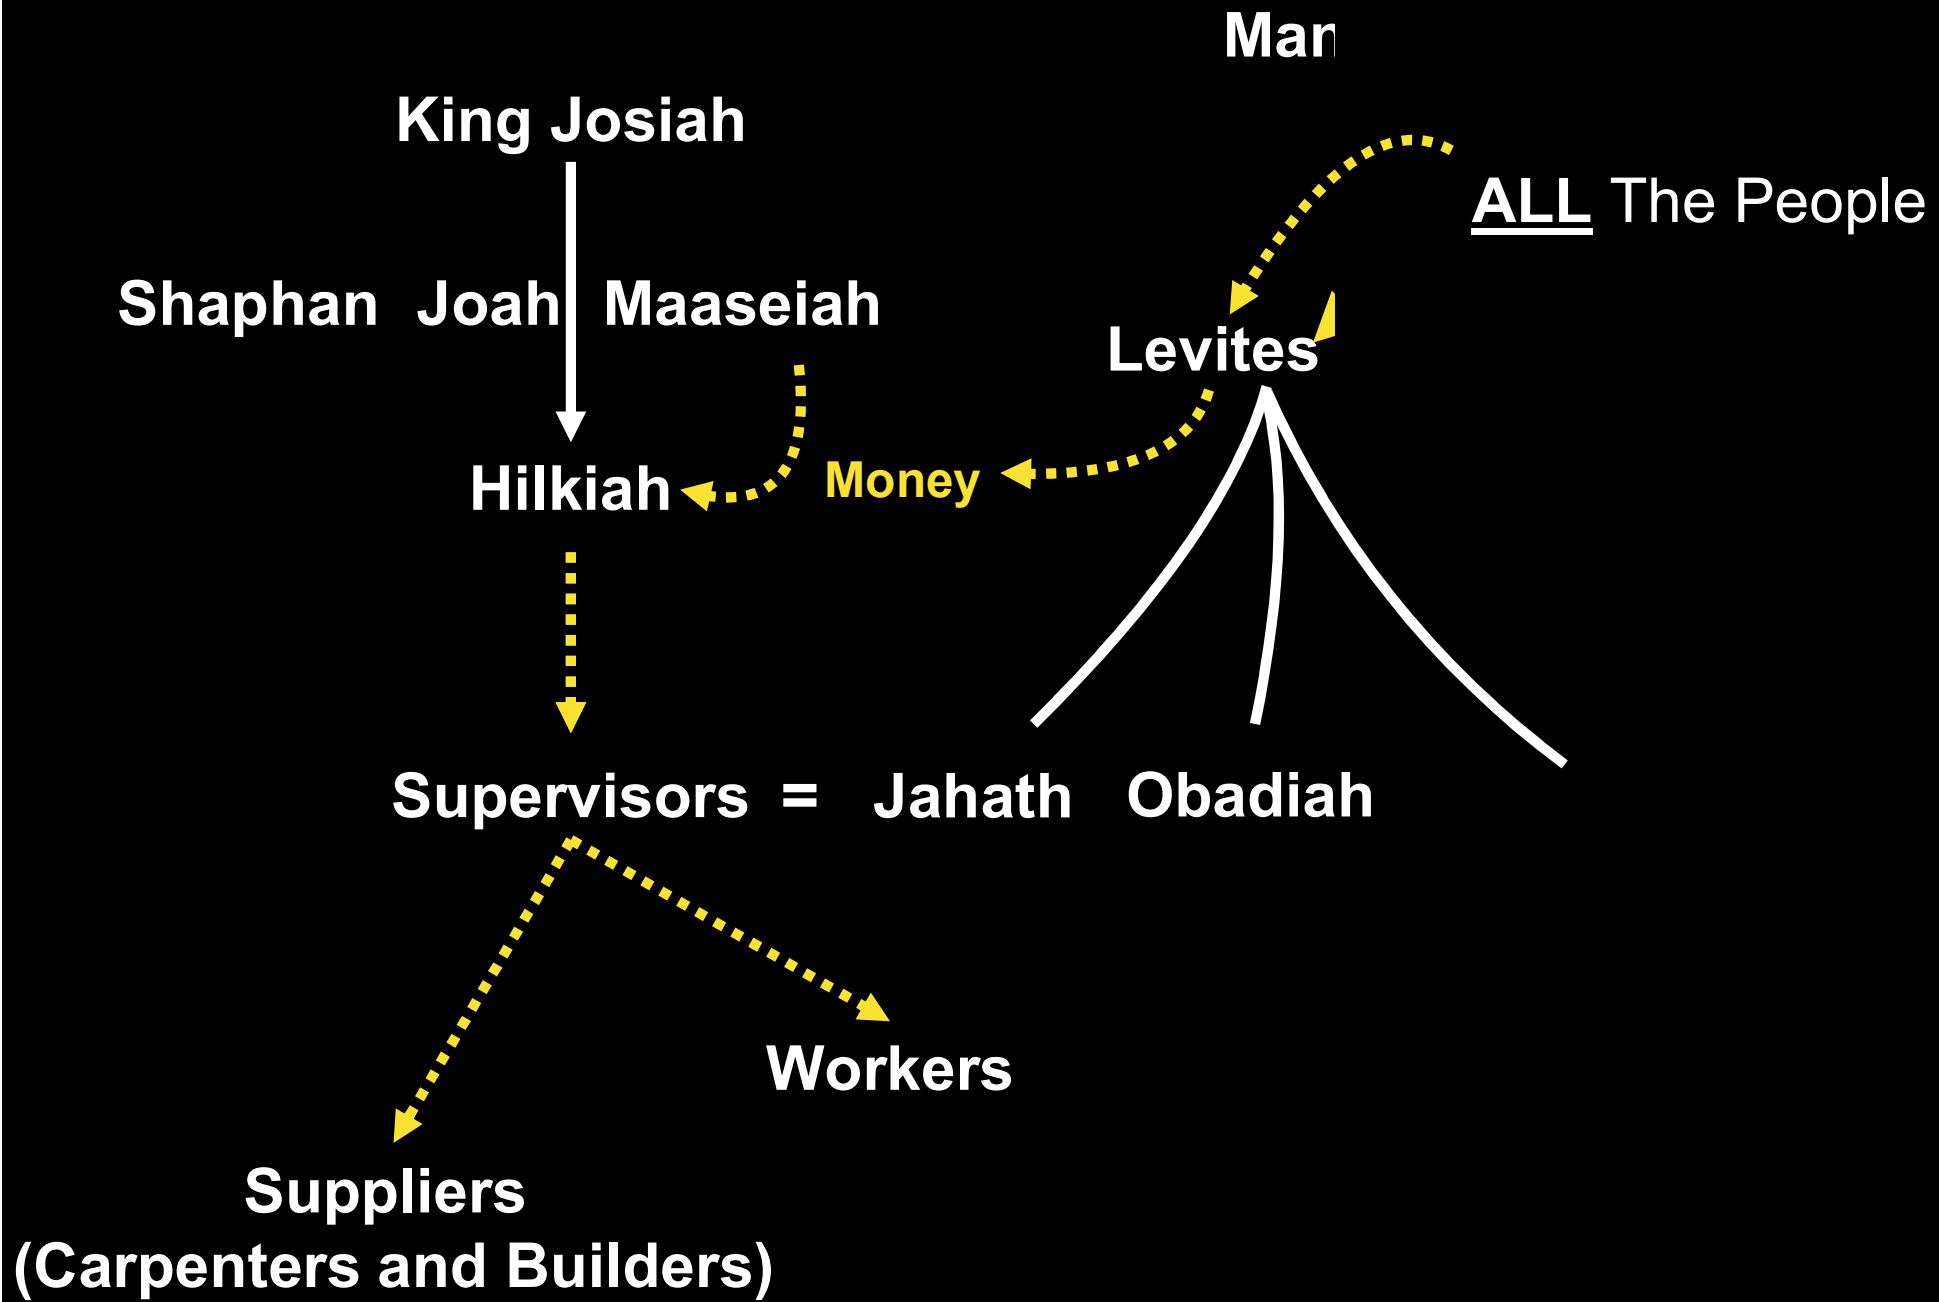 King Josiah
ALL The People
Shaphan Joah Maaseiah
Levites
Hilkiah
Money
Supervisors = Jahath Obadiah
Workers
Suppliers
(Carpenters and Builders)